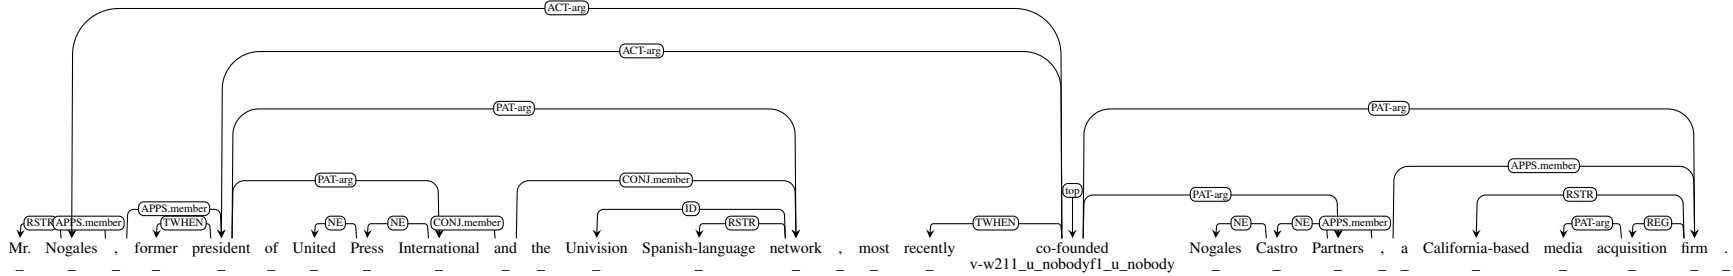 ACT-arg
ACT-arg
PAT-arg PAT-arg
APPS.member
PAT-arg CONJ.member top PAT-arg RSTR
APPS.member ID
RSTR APPS.member TWHEN NE NE CONJ.member RSTR TWHEN NE NE APPS.member PAT-arg REG
Mr. Nogales , former president of United Press International and the Univision Spanish-language network , most recently co-founded Nogales Castro Partners , a California-based media acquisition firm .
_ _ _ _ _ _ _ _ _ _ _ _ _ _ _ _ _ v-w211_u_nobodyf1_u_nobody _ _ _ _ _ _ _ _ _ _